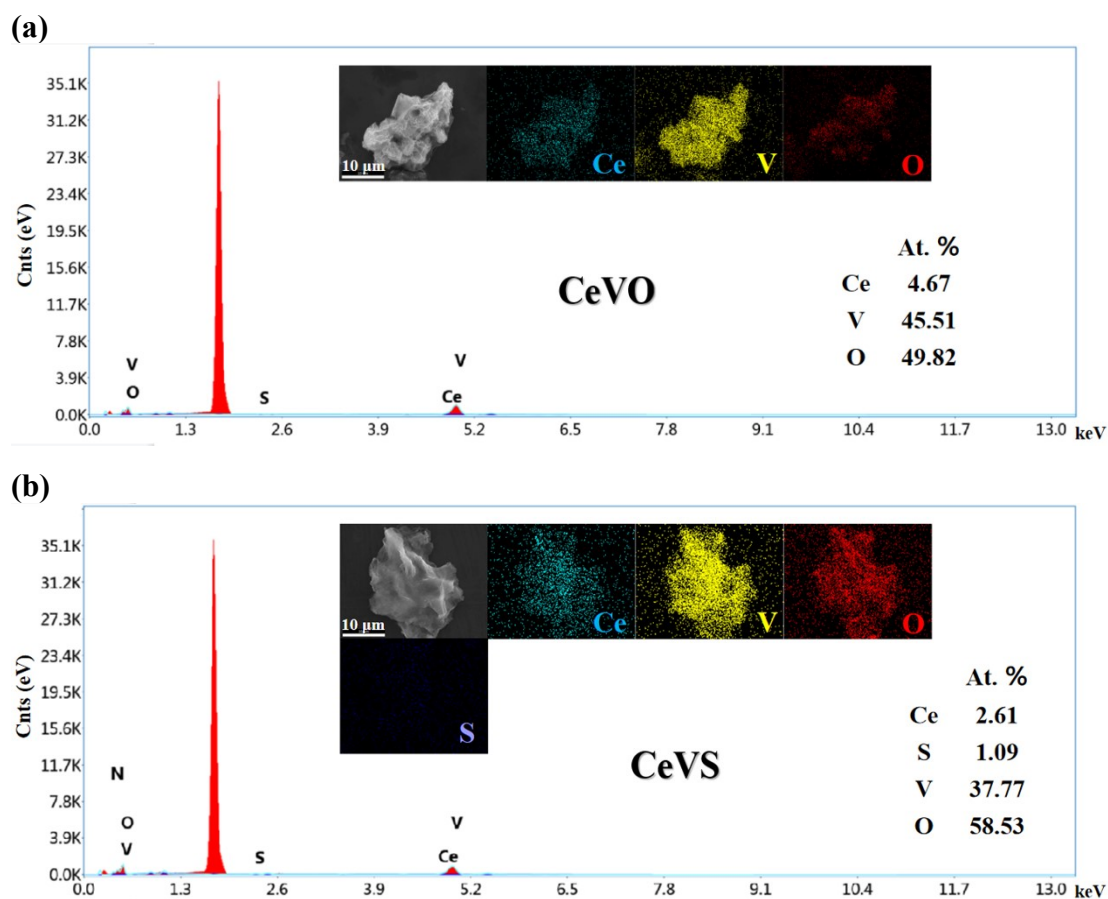 (a)
Cnts (eV)
35.1K
31.2K
27.3K
23.4K
19.5K
15.6K
11.7K
7.8K
3.9K
0.0K
10 μm
Ce
V
O
CeVO
At. %
Ce 4.67
V 45.51
O 49.82
V
O
S
V
Ce
0.0 1.3 2.6 3.9 5.2 6.5 7.8 9.1 10.4 11.7 13.0 keV
(b)
Cnts (eV)
35.1K
31.2K
27.3K
23.4K
19.5K
15.6K
11.7K
7.8K
3.9K
0.0K
10 μm
Ce
V
O
S
CeVS
At. %
Ce 2.61
S 1.09
V 37.77
O 58.53
N
O
V
S
V
Ce
0.0 1.3 2.6 3.9 5.2 6.5 7.8 9.1 10.4 11.7 13.0 keV